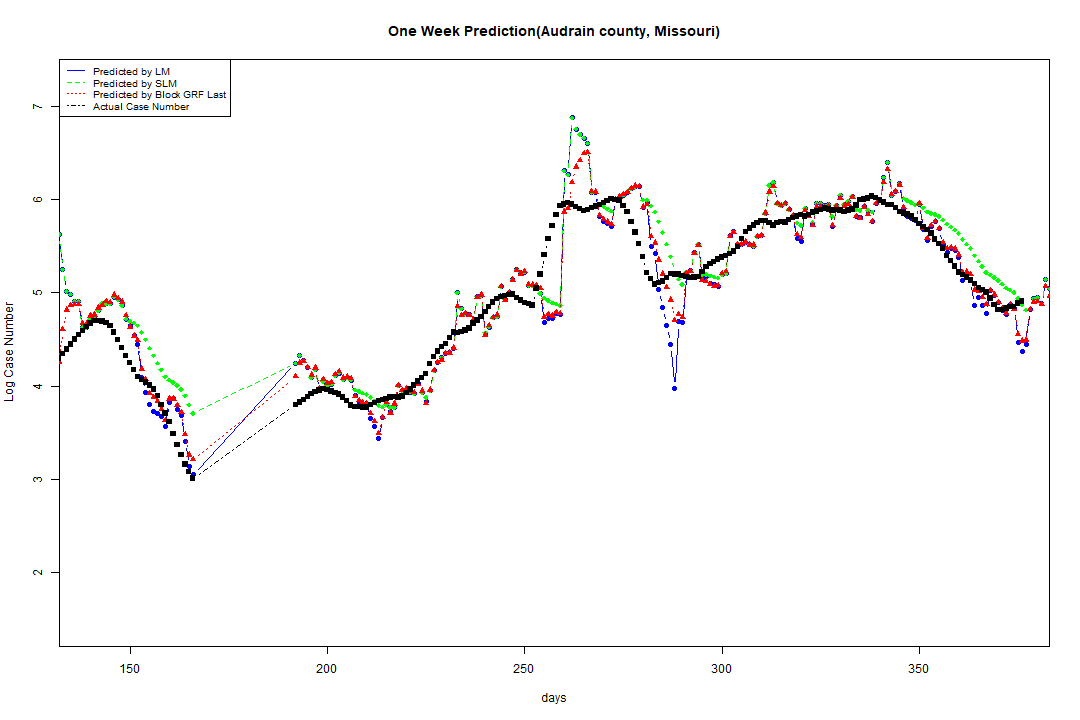 One Week Prediction(Audrain county, Missouri)
Predicted by LM
Predicted by SLM
Predicted by Block GRF Last
Actual Case Number
7
6
5
4
3
2
Log Case Number
150 200 250 300 350
days